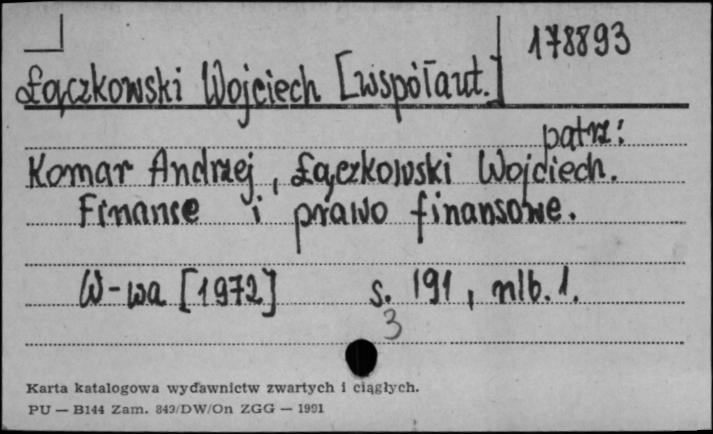 178893
Łączkowski Wojciech [współaut.]
patrz:
Komar Andrzej, Łączkowski Wojciech.
Finanse i prawo finansowe.
W-wa [1972] s. 191, nlb. 1.
3
Karta katalogowa wydawnictw zwartych i ciągłych.
PU — B144 Zam. 849/DW/On ZGG — 1991